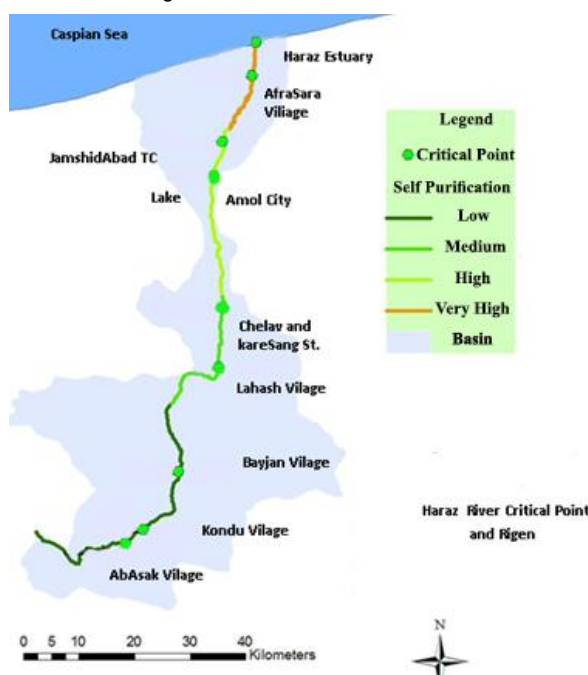 Caspian Sea
Haraz Estuary
AfraSara
Viliage
JamshidAbad TC
Lake
Amol City
Chelav and
kareSang St.
Lahash Vilage
Bayjan Vilage
Kondu Vilage
AbAsak Vilage
Legend
Critical Point
Self Purification
Low
Medium
High
Very High
Basin
Haraz River Critical Point
and Rigen
0 5 10 20 30 40
Kilometers
N